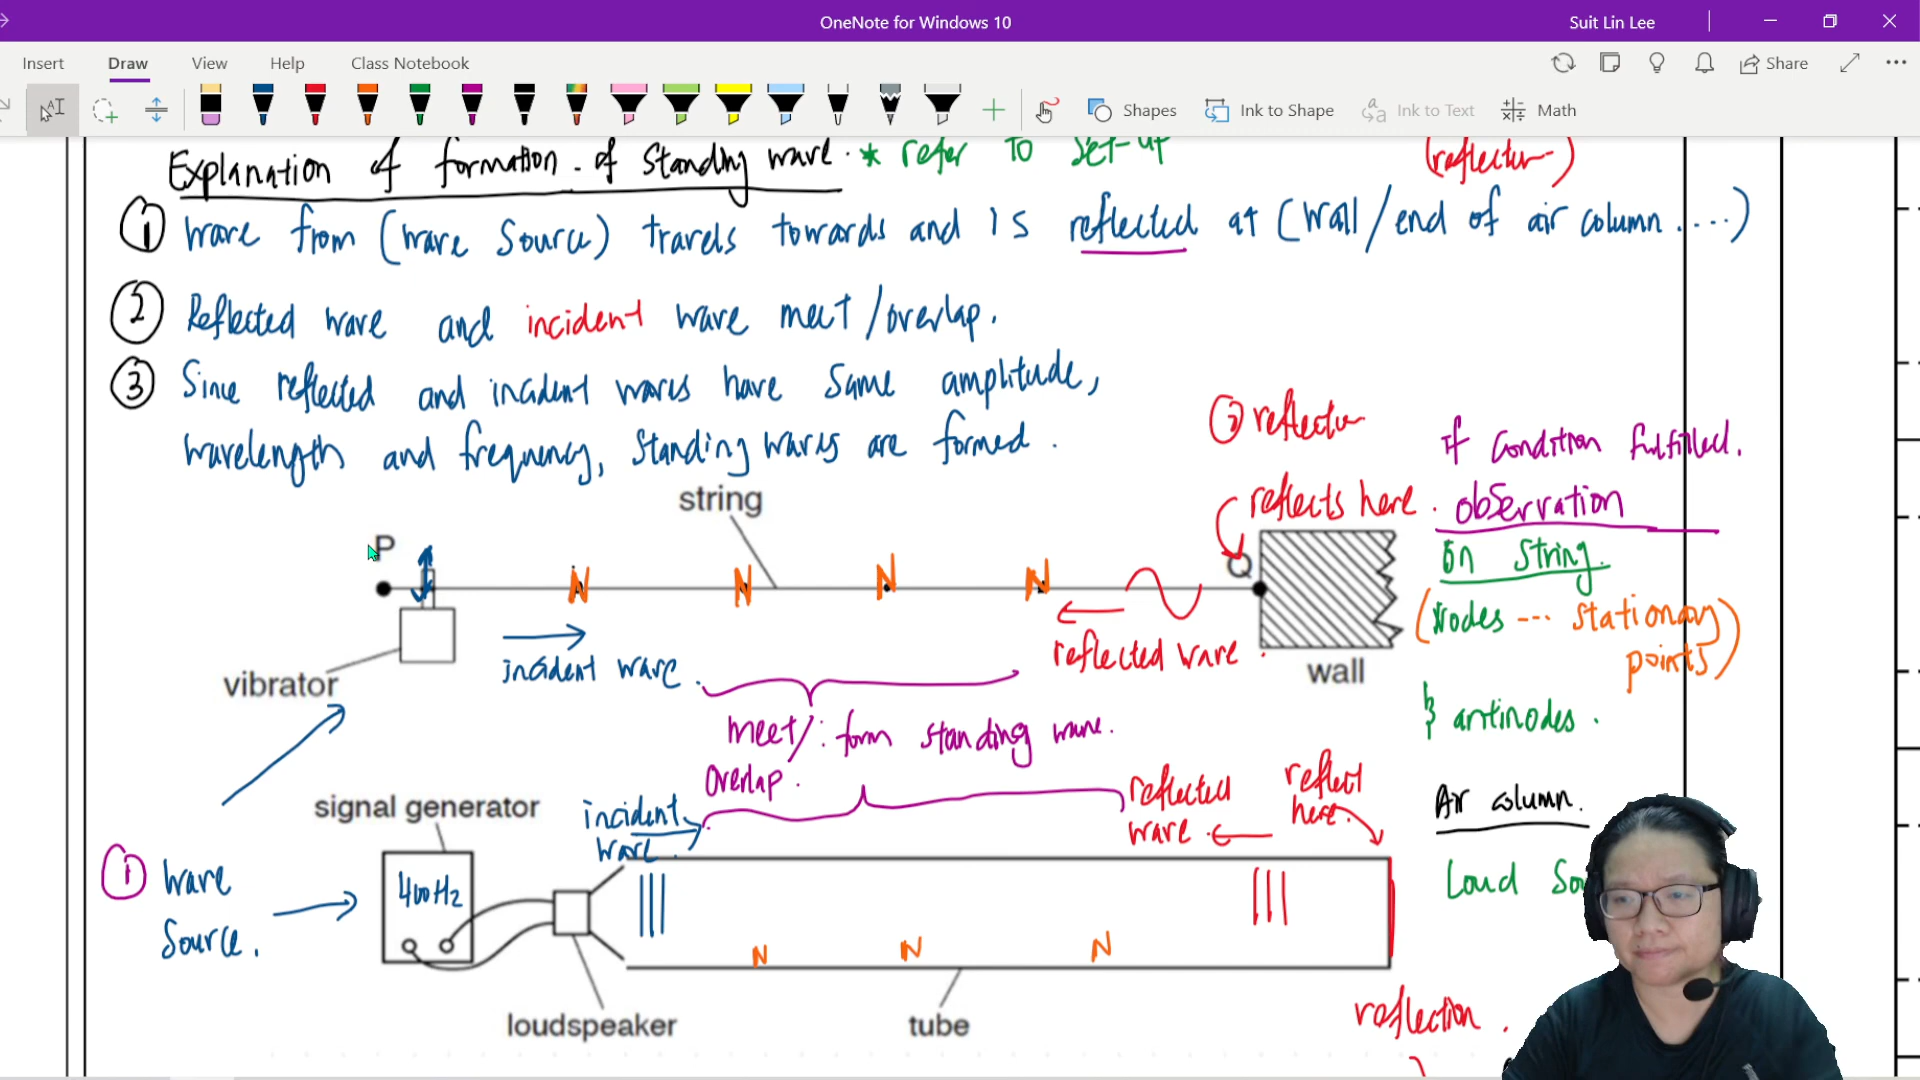 OneNote for Windows 10
Suit Lin Lee
Insert
Draw
View
Help
Class Notebook
Share
Shapes
Ink to Shape
Ink to Text
Math
Explanation of formation of standing wave. * refer to set-up
(reflector)
① Wave from (wave source) travels towards and is reflected at (wall/end of air column.....)
② Reflected wave and incident wave meet/overlap.
③ Since reflected and incident waves have same amplitude,
wavelength and frequency, standing waves are formed.
② reflector
if condition fulfilled.
reflects here.
observation
string
on string.
P
N N N N
Q
(Nodes --- stationary
points)
incident wave.
reflected wave.
wall
vibrator
& antinodes.
meet/: form standing wave.
overlap.
signal generator
incident
wave.
reflected
wave.
reflect
here.
Air column.
① Wave
source.
400Hz
Loud So
N N N
loudspeaker
tube
reflection.